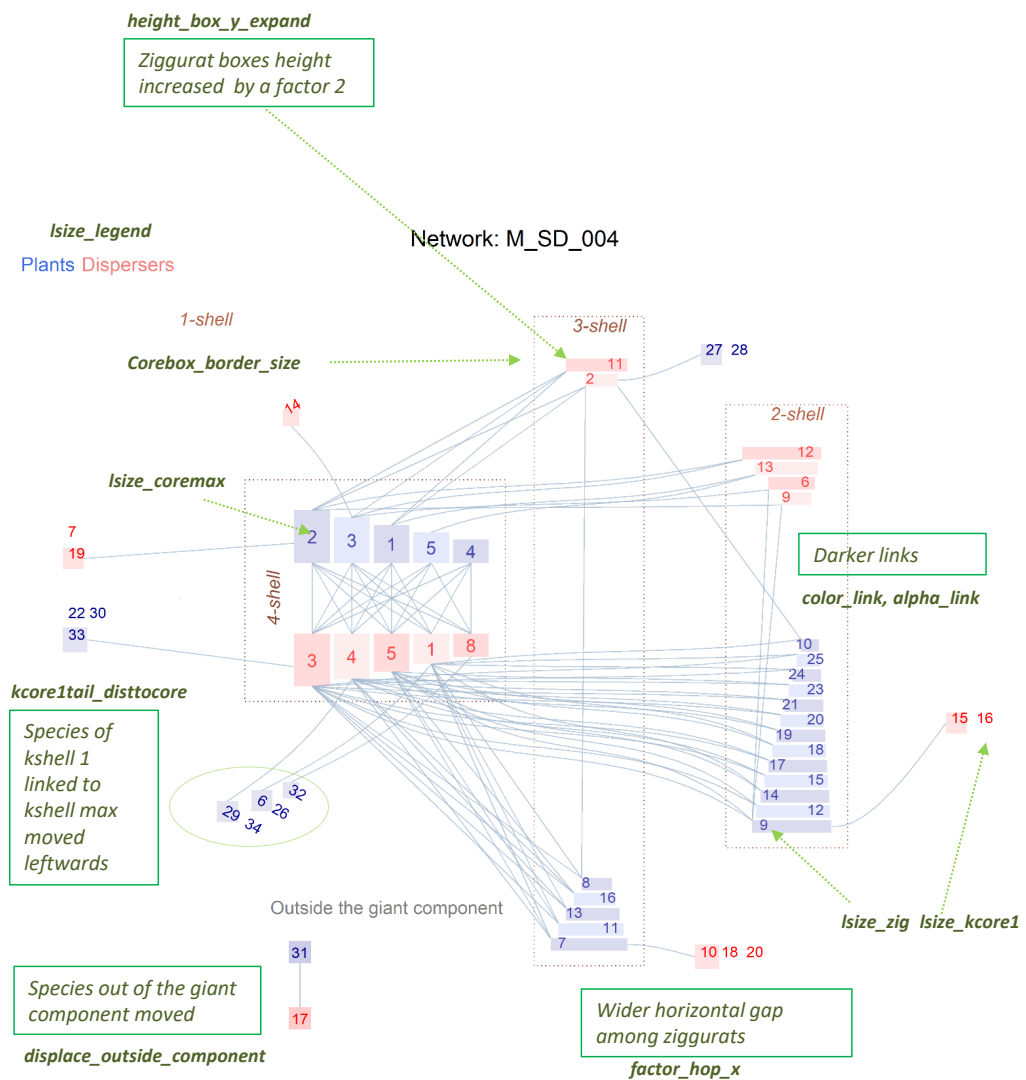 height_box_y_expand
Ziggurat boxes height
increased by a factor 2
lsize_legend
Network: M_SD_004
Plants Dispersers
1-shell
3-shell
Corebox_border_size
11
2
27 28
2-shell
14
12
13
6
9
lsize_coremax
2 3 1 5 4
7
19
Darker links
color_link, alpha_link
4-shell
22 30
33
3 4 5 1 8
10
25
24
23
21
20
19
18
17
15
14
12
9
kcore1tail_disttocore
Species of
kshell 1
linked to
kshell max
moved
leftwards
15 16
32
6
26
29
34
8
16
13
11
7
Outside the giant component
lsize_zig lsize_kcore1
31
10 18 20
Species out of the giant
component moved
17
Wider horizontal gap
among ziggurats
displace_outside_component
factor_hop_x